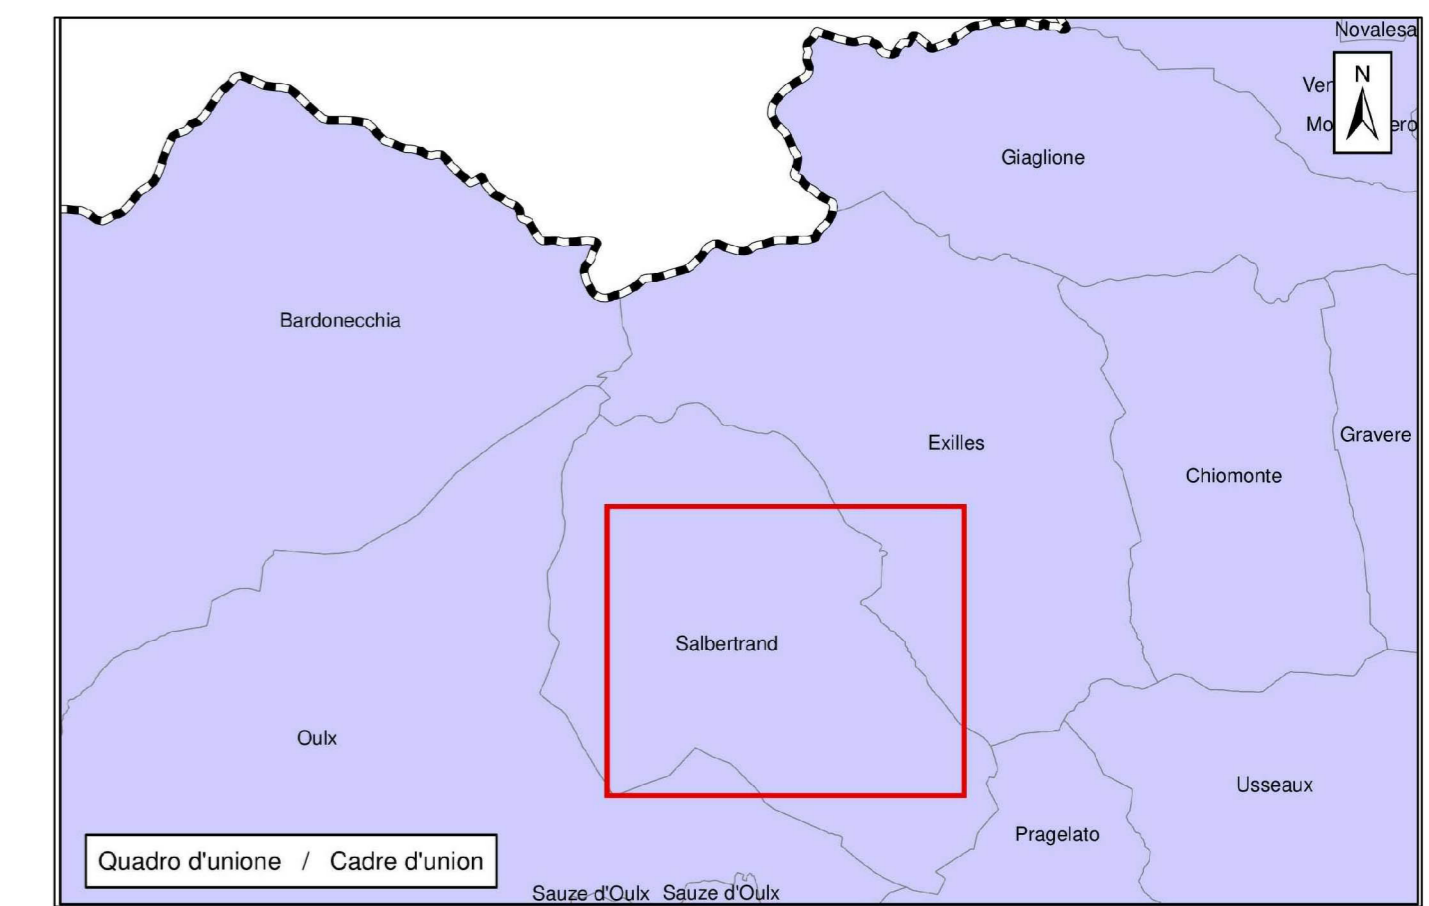 Novalesa
N
Giaglione
Bardonecchia
Exilles
Gravere
Chiomonte
Salbertrand
Oulx
Usseaux
Pragelato
Quadro d'unione / Cadre d'union
Sauze d'Oulx Sauze d'Oulx